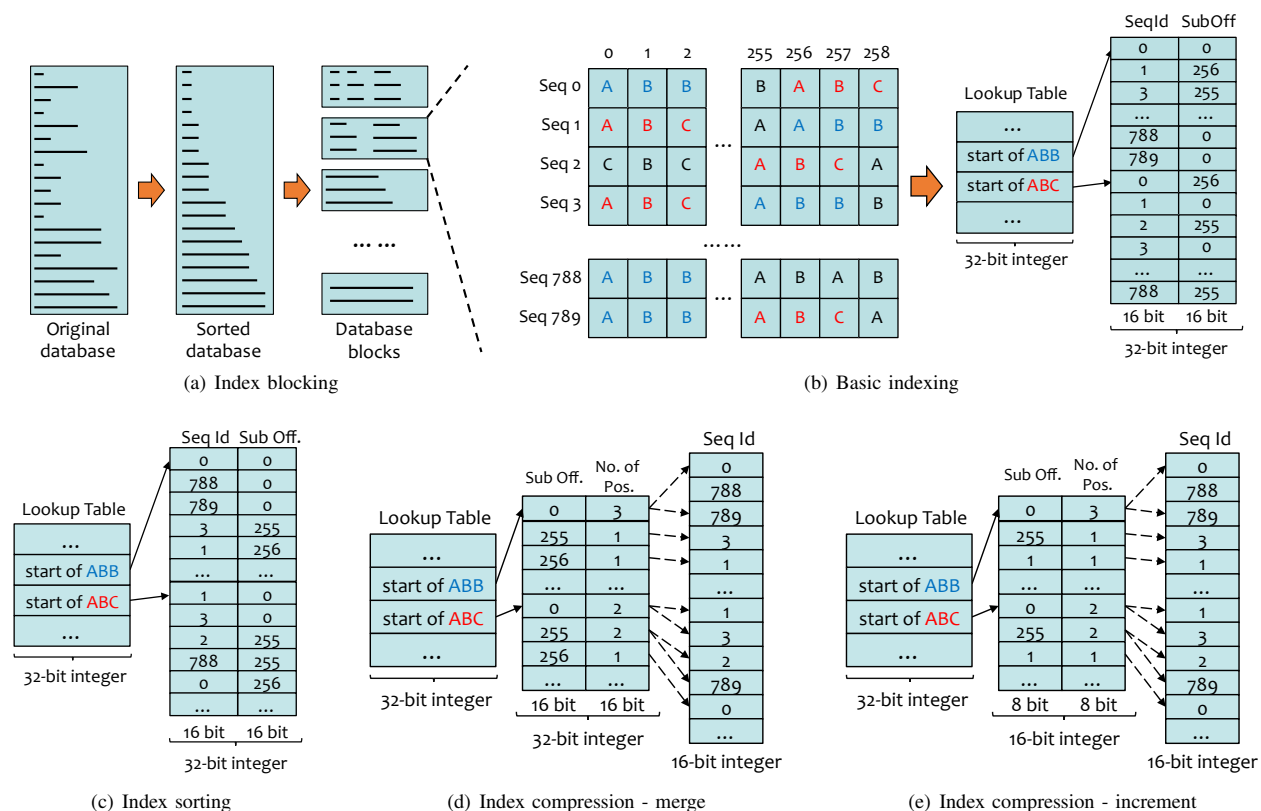 Original
database
Sorted
database
... ...
Database
blocks
(a) Index blocking
0 1 2 255 256 257 258
Seq 0 A B B B A B C
Seq 1 A B C A A B B
...
Seq 2 C B C A B C A
Seq 3 A B C A B B B
... ...
Seq 788 A B B A B A B
...
Seq 789 A B B A B C A
Lookup Table
...
start of ABB
start of ABC
...
32-bit integer
SeqId SubOff
0 0
1 256
3 255
... ...
788 0
789 0
0 256
1 0
2 255
3 0
... ...
788 255
16 bit 16 bit
32-bit integer
(b) Basic indexing
Lookup Table
...
start of ABB
start of ABC
...
32-bit integer
Seq Id Sub Off.
0 0
788 0
789 0
3 255
1 256
... ...
1 0
3 0
2 255
788 255
0 256
... ...
16 bit 16 bit
32-bit integer
(c) Index sorting
Lookup Table
...
start of ABB
start of ABC
...
32-bit integer
Sub Off. No. of
Pos.
0 3
255 1
256 1
... ...
0 2
255 2
256 1
... ...
16 bit 16 bit
32-bit integer
Seq Id
0
788
789
3
1
...
1
3
2
789
0
...
16-bit integer
(d) Index compression - merge
Lookup Table
...
start of ABB
start of ABC
...
32-bit integer
Sub Off. No. of
Pos.
0 3
255 1
1 1
... ...
0 2
255 2
1 1
... ...
8 bit 8 bit
16-bit integer
Seq Id
0
788
789
3
1
...
1
3
2
789
0
...
16-bit integer
(e) Index compression - increment